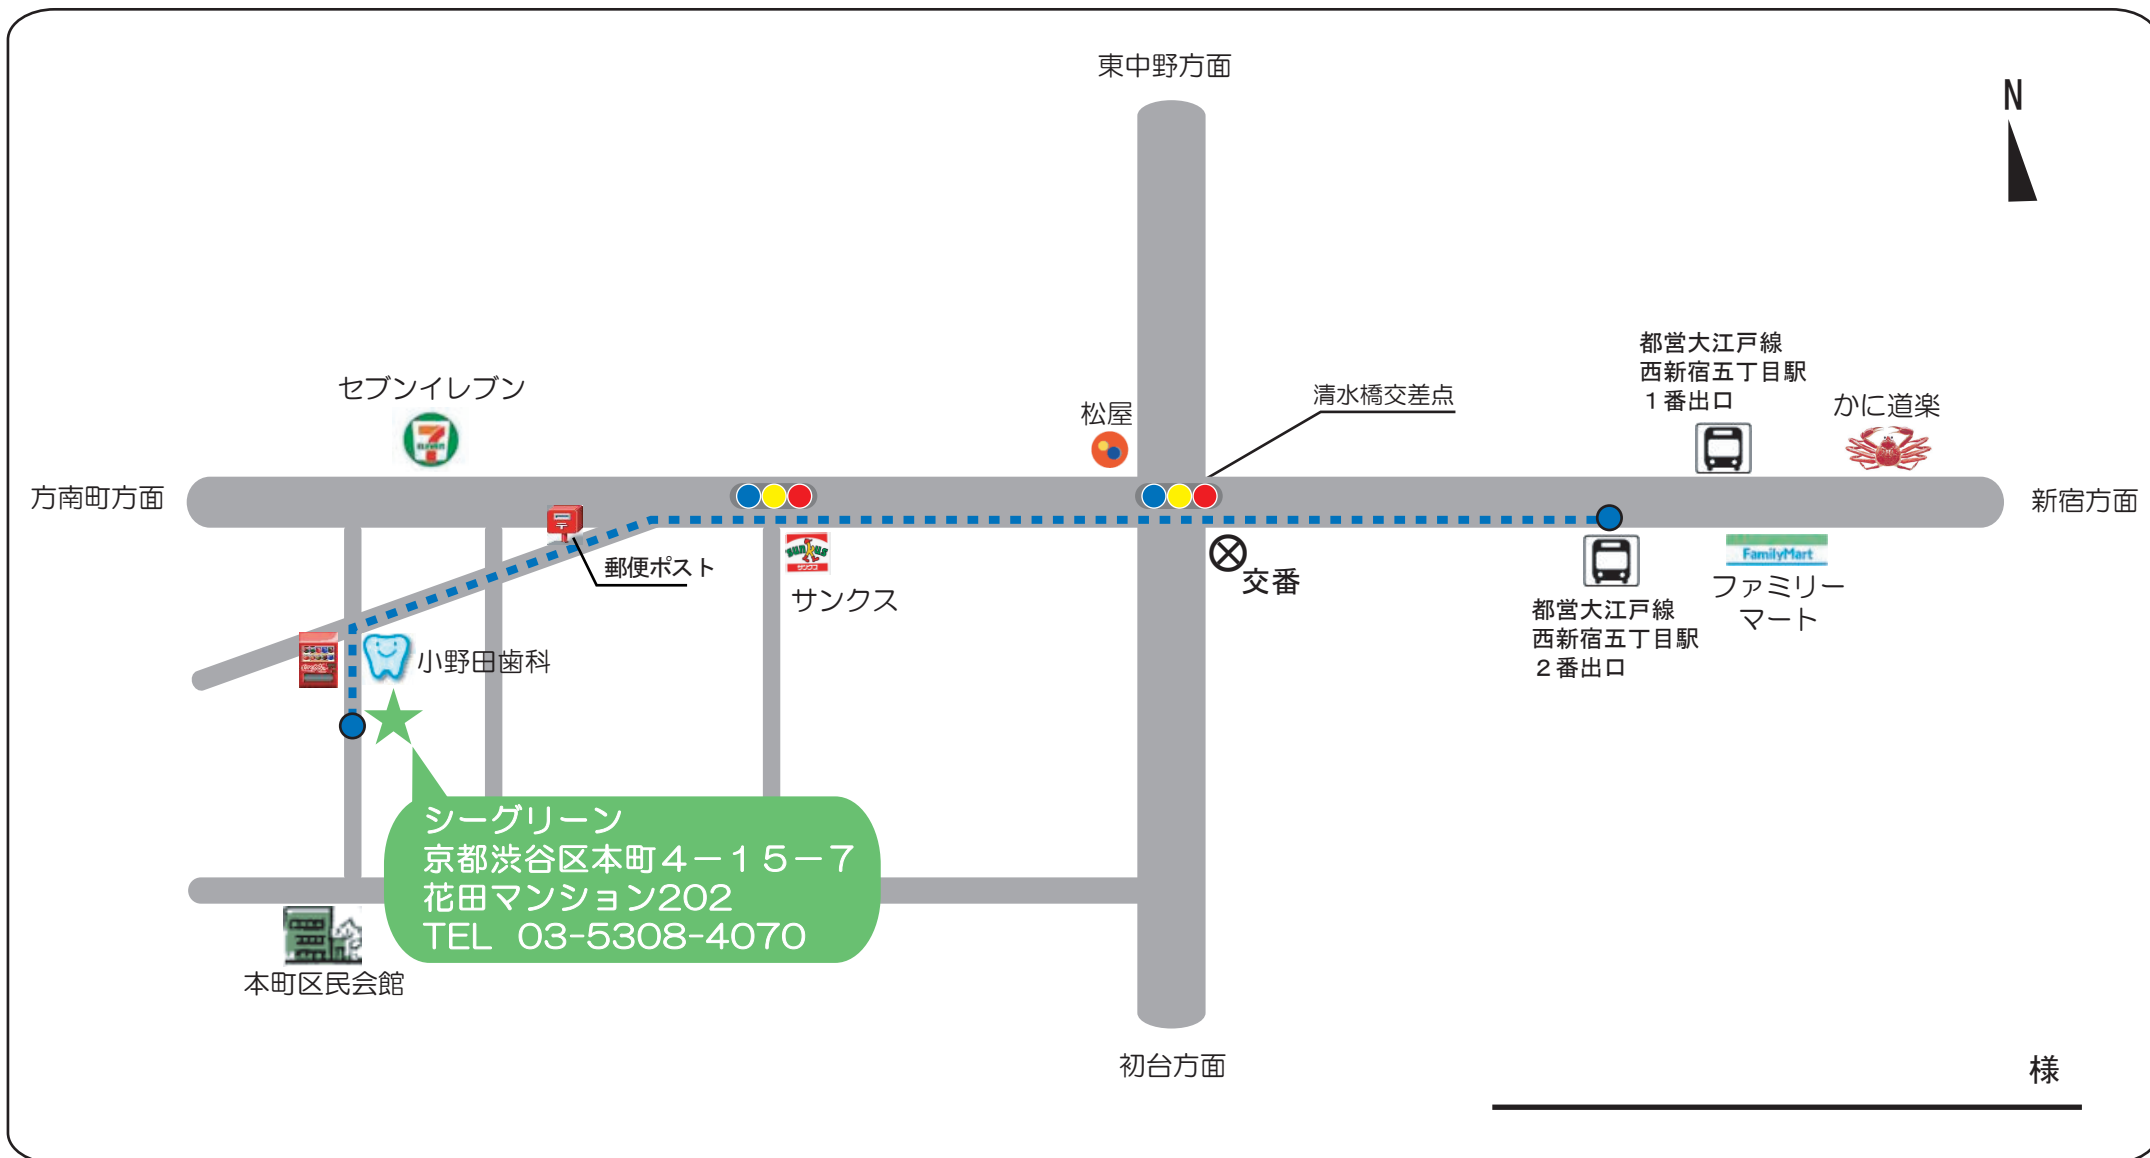 東中野方面
N
都営大江戸線
西新宿五丁目駅
1番出口
かに道楽
セブンイレブン
松屋
清水橋交差点
方南町方面
新宿方面
郵便ポスト
サンクス
サンクス
交番
FamilyMart
ファミリー
マート
都営大江戸線
西新宿五丁目駅
2番出口
小野田歯科
シーグリーン
京都渋谷区本町4-15-7
花田マンション202
TEL 03-5308-4070
本町区民会館
初台方面
様